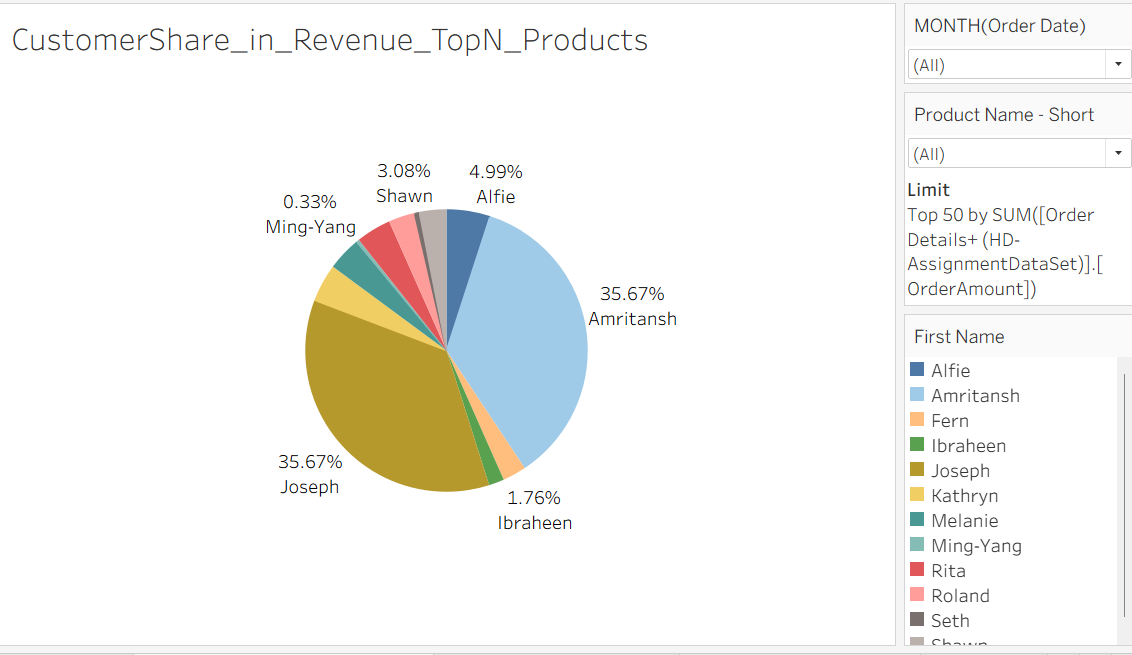 CustomerShare_in_Revenue_TopN_Products
3.08%
Shawn
4.99%
Alfie
0.33%
Ming-Yang
35.67%
Amritansh
35.67%
Joseph
1.76%
Ibraheen
MONTH(Order Date)
(All)
Product Name - Short
(All)
Limit
Top 50 by SUM([Order
Details+ (HD-
AssignmentDataSet)].[
OrderAmount])
First Name
Alfie
Amritansh
Fern
Ibraheen
Joseph
Kathryn
Melanie
Ming-Yang
Rita
Roland
Seth
Shawn